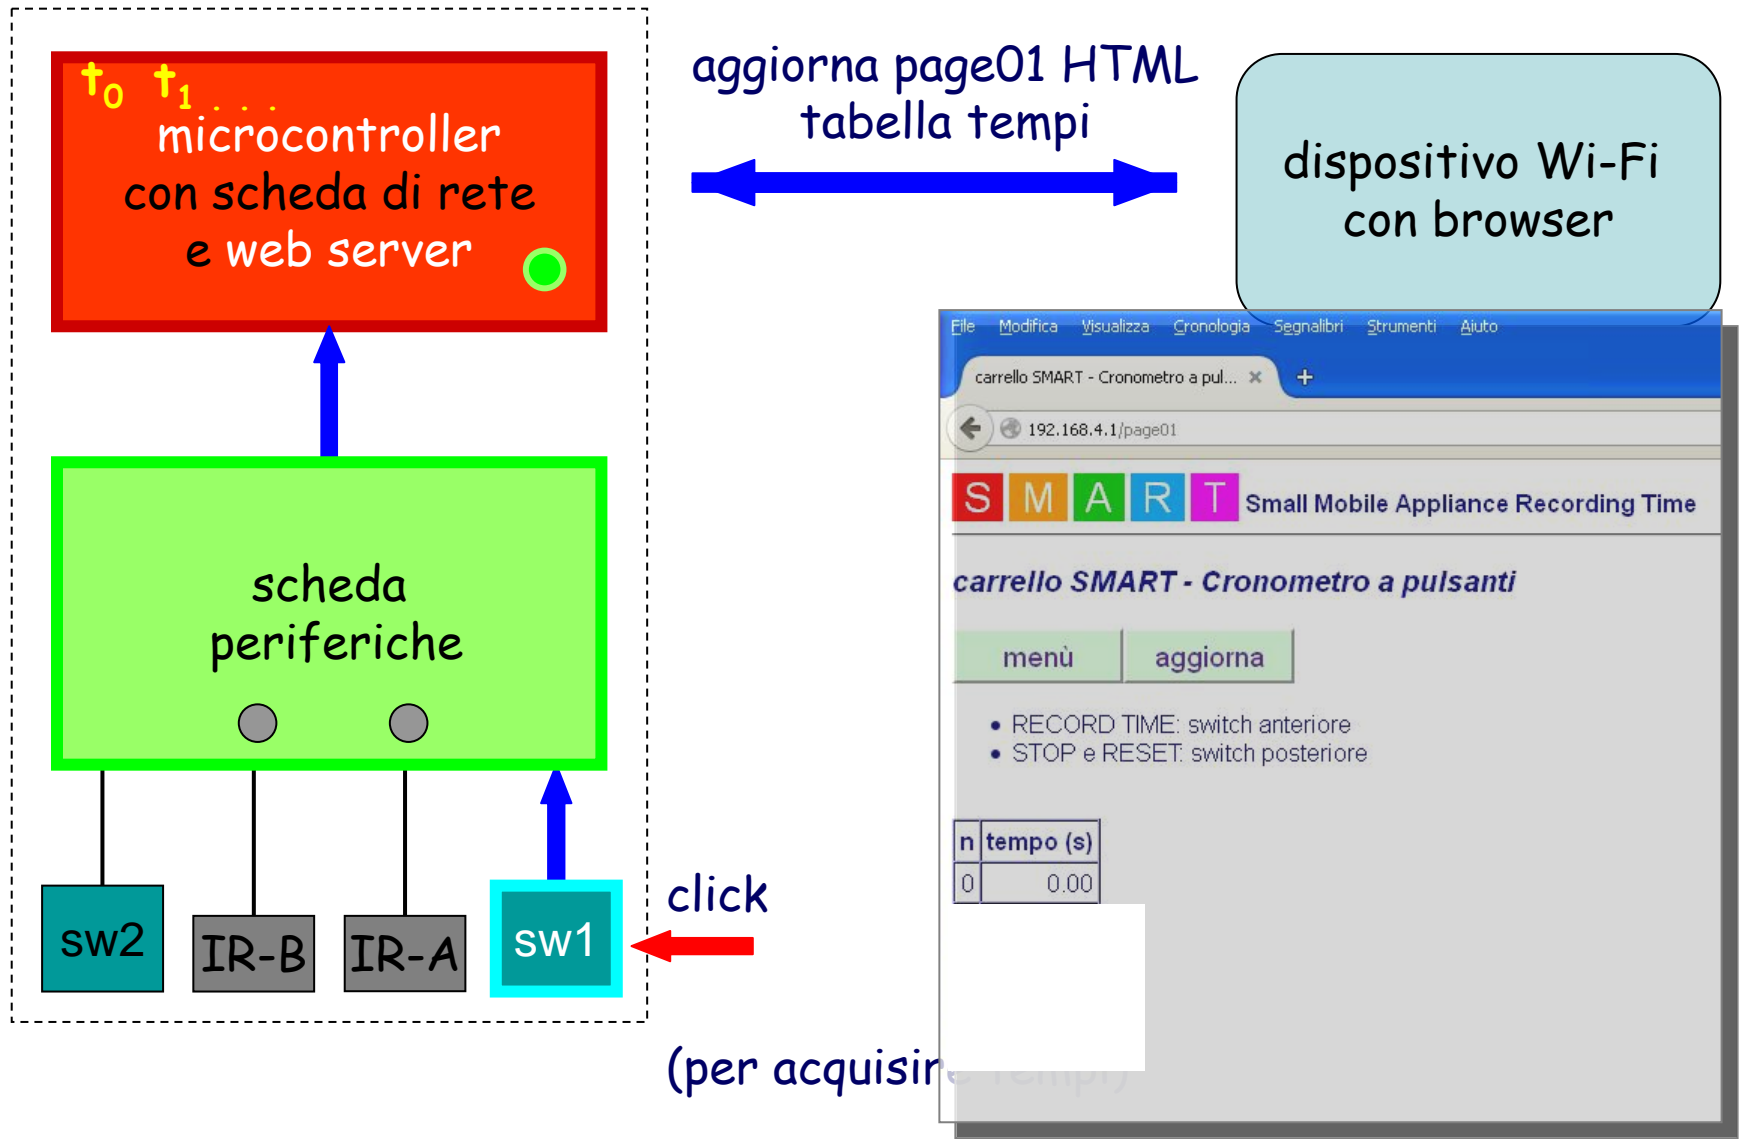 t0 t1 . . .
microcontroller
con scheda di rete
e web server
aggiorna page01 HTML
tabella tempi
dispositivo Wi-Fi
con browser
scheda
periferiche
sw2
IR-B
IR-A
sw1
click
(per acquisire tempi)
File Modifica Visualizza Cronologia Segnalibri Strumenti Aiuto
carrello SMART - Cronometro a pul...
192.168.4.1/page01
S M A R T Small Mobile Appliance Recording Time
carrello SMART - Cronometro a pulsanti
menù aggiorna
• RECORD TIME: switch anteriore
• STOP e RESET: switch posteriore
n tempo (s)
0 0.00